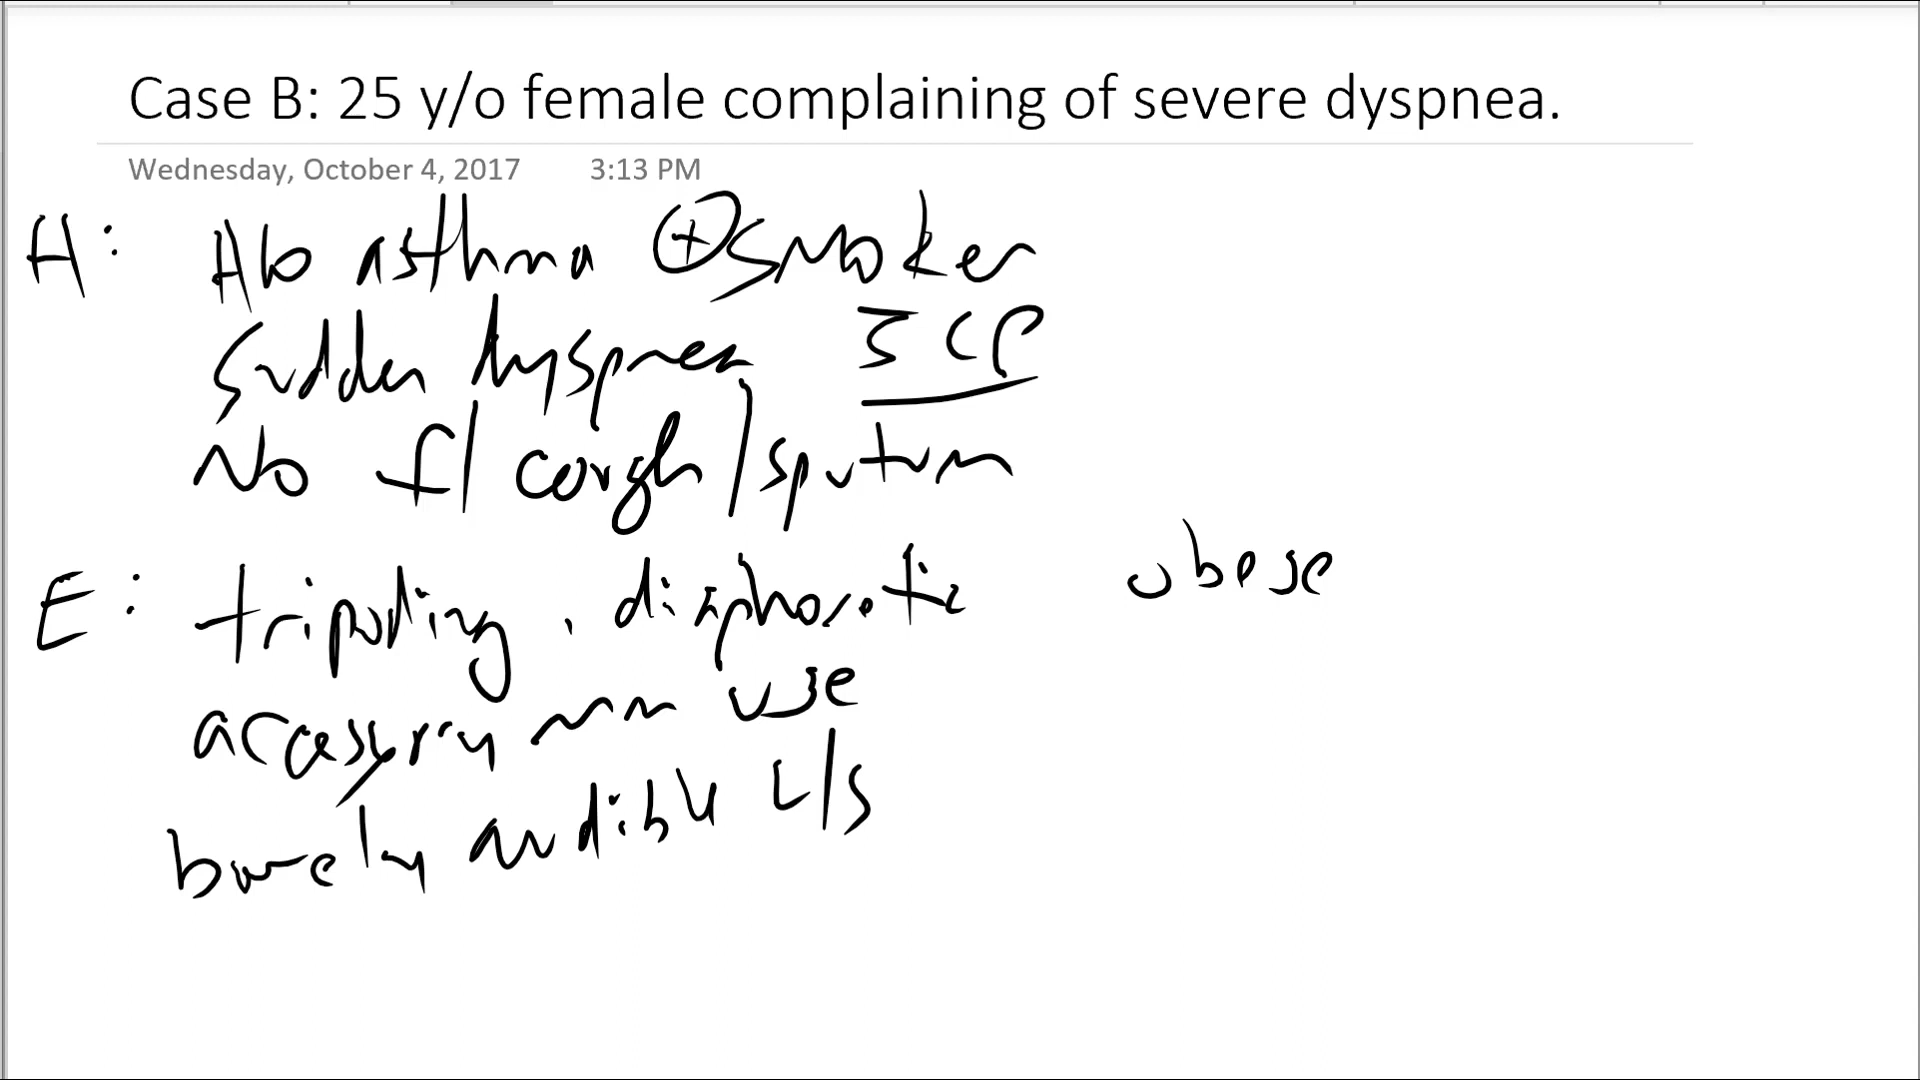 Case B: 25 y/o female complaining of severe dyspnea.
Wednesday, October 4, 2017 3:13 PM
H: H/o asthma ⊕ smoker
sudden dyspnea CP
No f/ cough/sputum
E: tripoding, diaphoretic obese
accessory mm use
barely audible L/S